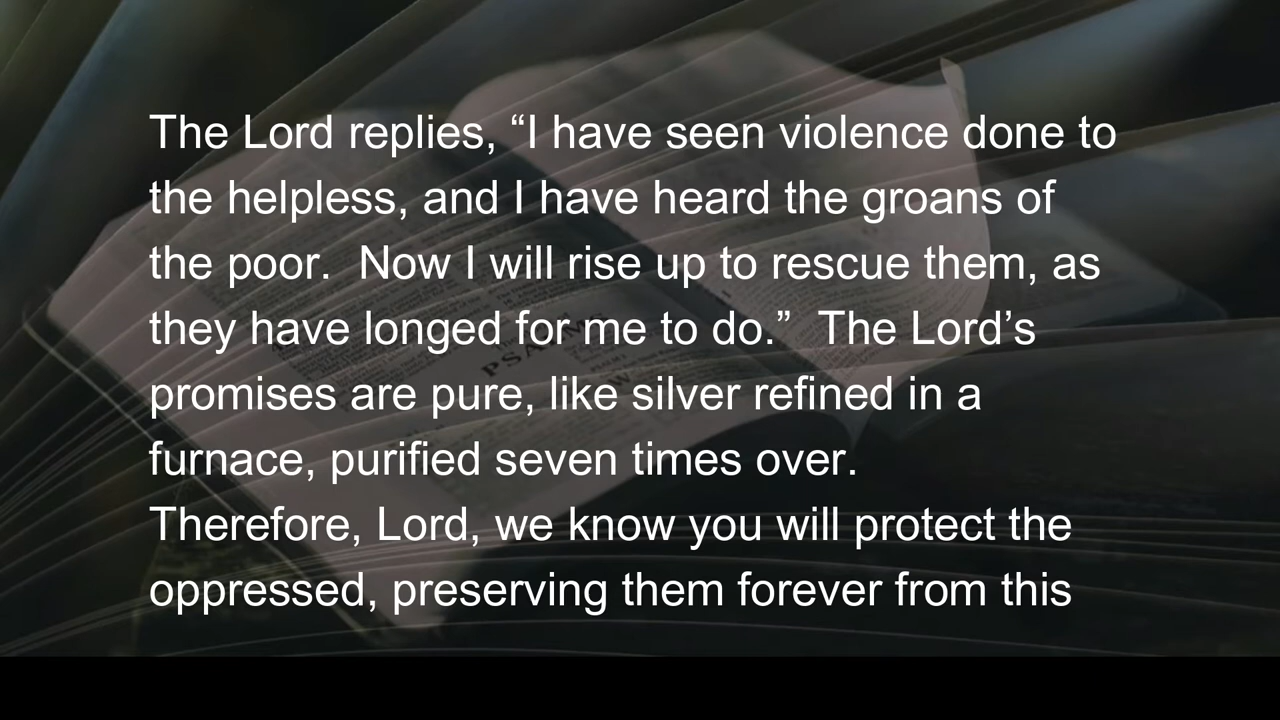 The Lord replies, “I have seen violence done to
the helpless, and I have heard the groans of
the poor.  Now I will rise up to rescue them, as
they have longed for me to do.”  The Lord’s
promises are pure, like silver refined in a
furnace, purified seven times over.
Therefore, Lord, we know you will protect the
oppressed, preserving them forever from this
PSALMS